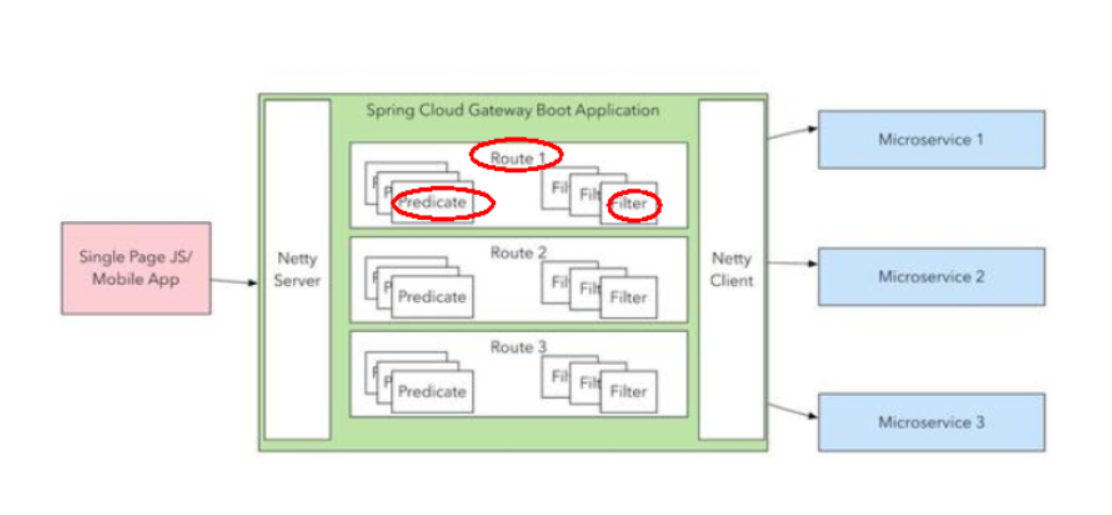 Spring Cloud Gateway Boot Application
Route 1
Predicate
Fil
Filt
Filter
Single Page JS/
Mobile App
Netty
Server
Route 2
Predicate
Fil
Filt
Filter
Route 3
Predicate
Fil
Filt
Filter
Netty
Client
Microservice 1
Microservice 2
Microservice 3